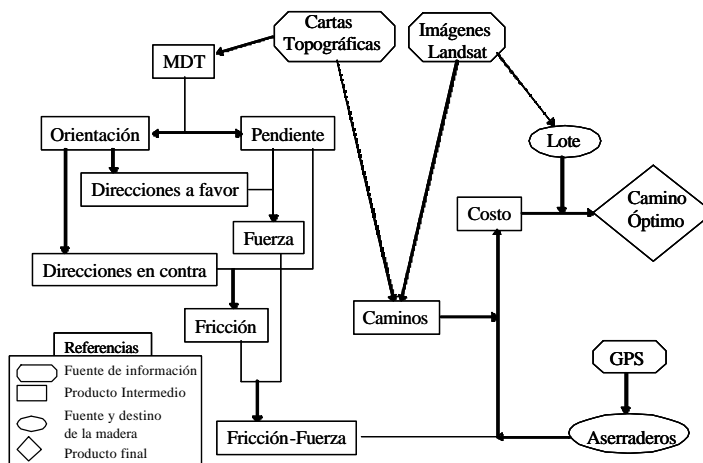 Cartas
Topográficas
Imágenes
Landsat
MDT
Orientación
Pendiente
Lote
Direcciones a favor
Costo
Camino
Óptimo
Fuerza
Direcciones en contra
Fricción
Caminos
Referencias
Fuente de información
Producto Intermedio
Fuente y destino
de la madera
Producto final
GPS
Fricción-Fuerza
Aserraderos